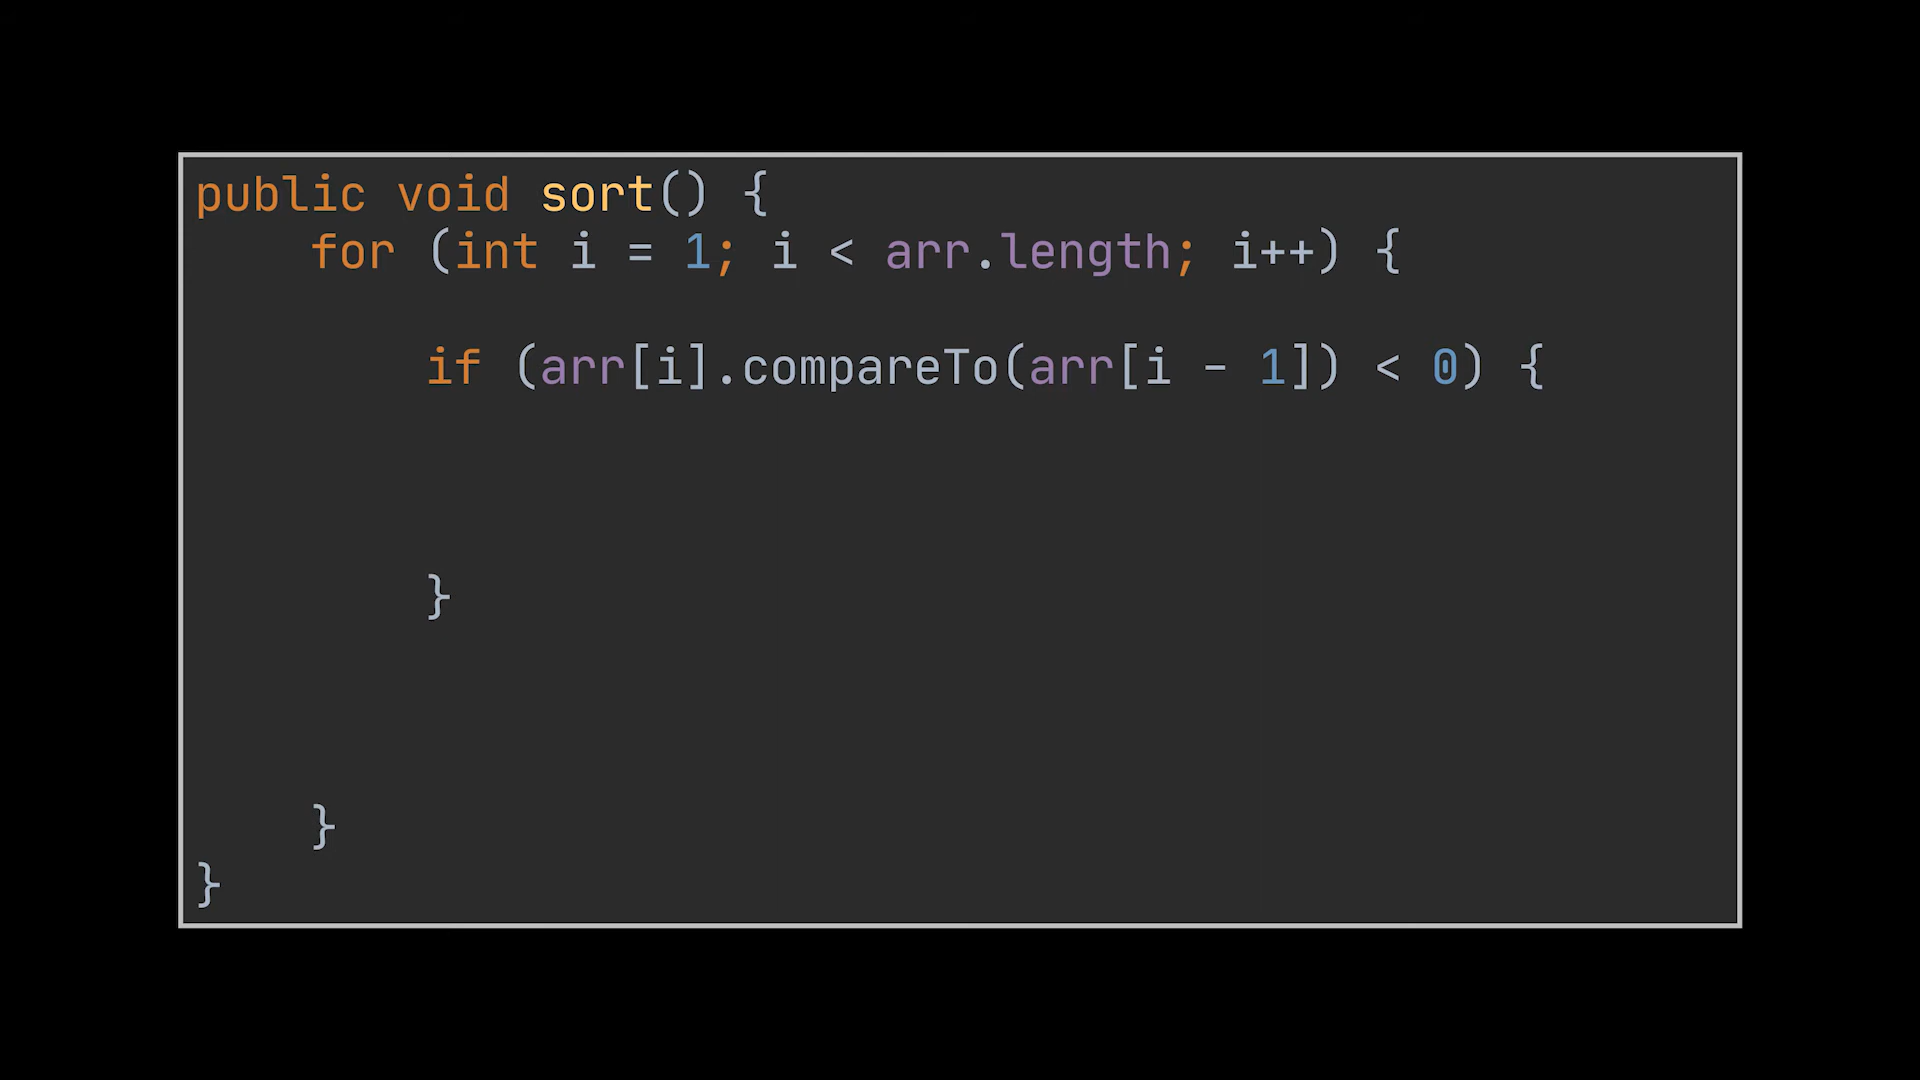 public void sort() {
for (int i = 1; i < arr.length; i++) {
if (arr[i].compareTo(arr[i - 1]) < 0) {
}
}
}